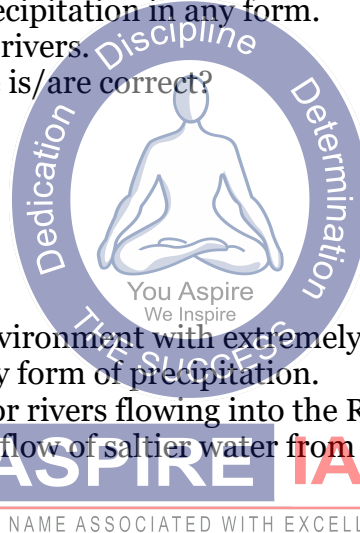 ecipitation in any form.
rivers.
is/are correct?
Discipline
Dedication
Determination
You Aspire
We Inspire
THE SUCCESS
vironment with extremely
y form of precipitation.
or rivers flowing into the R
flow of saltier water from
ASPIRE IA
NAME ASSOCIATED WITH EXCELL